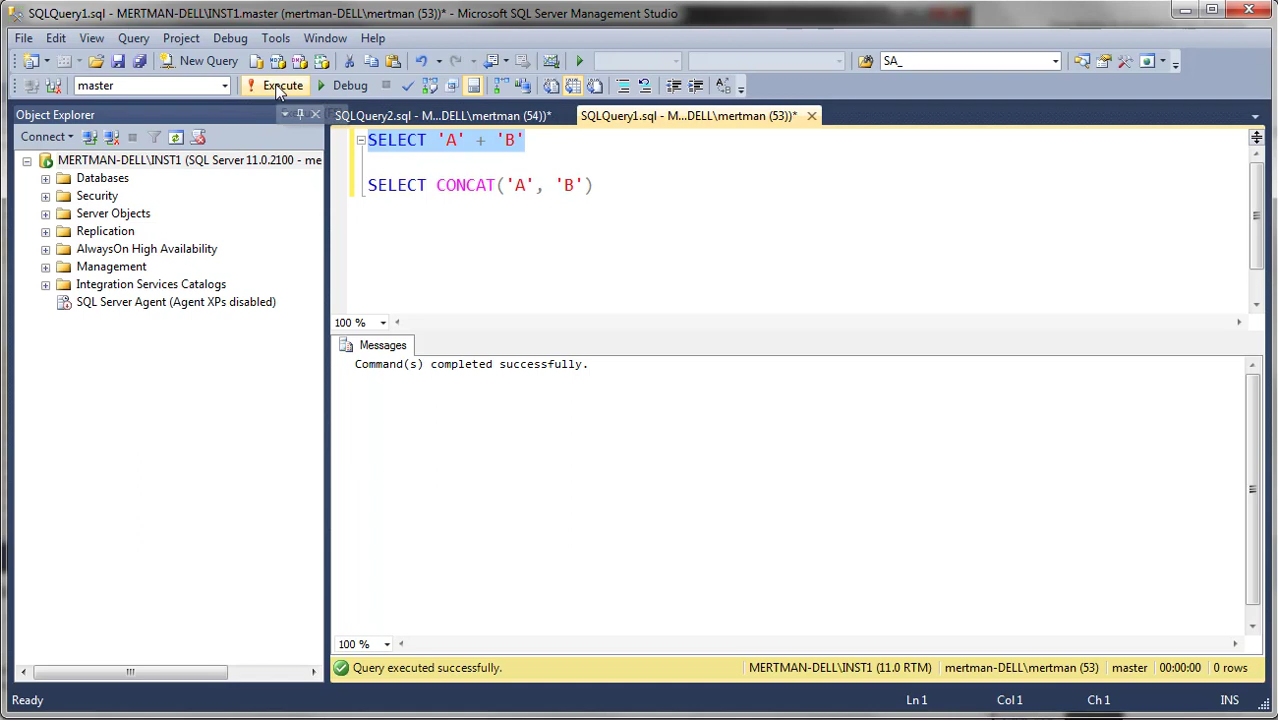 SQLQuery1.sql - MERTMAN-DELL\INST1.master (mertman-DELL\mertman (53))* - Microsoft SQL Server Management Studio
File Edit View Query Project Debug Tools Window Help
New Query SA_
master Execute Debug
Object Explorer
SQLQuery2.sql - M...DELL\mertman (54))* SQLQuery1.sql - M...DELL\mertman (53))*
Connect
MERTMAN-DELL\INST1 (SQL Server 11.0.2100 - me
Databases
Security
Server Objects
Replication
AlwaysOn High Availability
Management
Integration Services Catalogs
SQL Server Agent (Agent XPs disabled)
SELECT 'A' + 'B'
SELECT CONCAT('A', 'B')
100 %
Messages
Command(s) completed successfully.
100 %
Query executed successfully. MERTMAN-DELL\INST1 (11.0 RTM) mertman-DELL\mertman (53) master 00:00:00 0 rows
Ready Ln 1 Col 1 Ch 1 INS